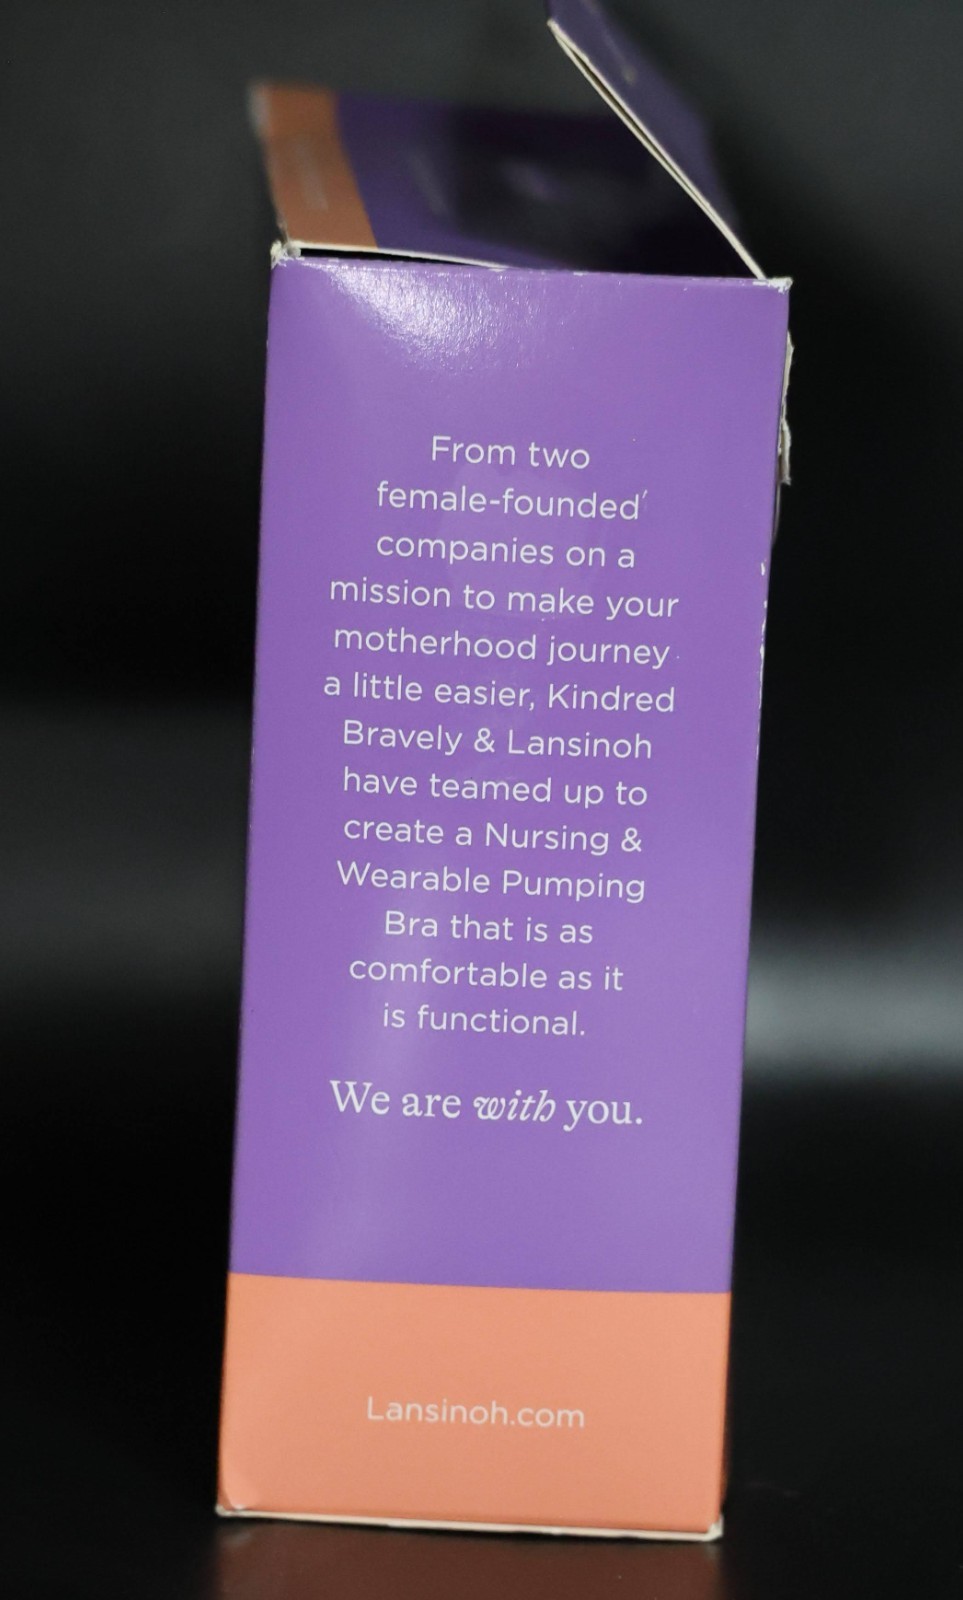 From two
female-founded
companies on a
mission to make your
motherhood journey
a little easier, Kindred
Bravely & Lansinoh
have teamed up to
create a Nursing &
Wearable Pumping
Bra that is as
comfortable as it
is functional.
We are with you.
Lansinoh.com